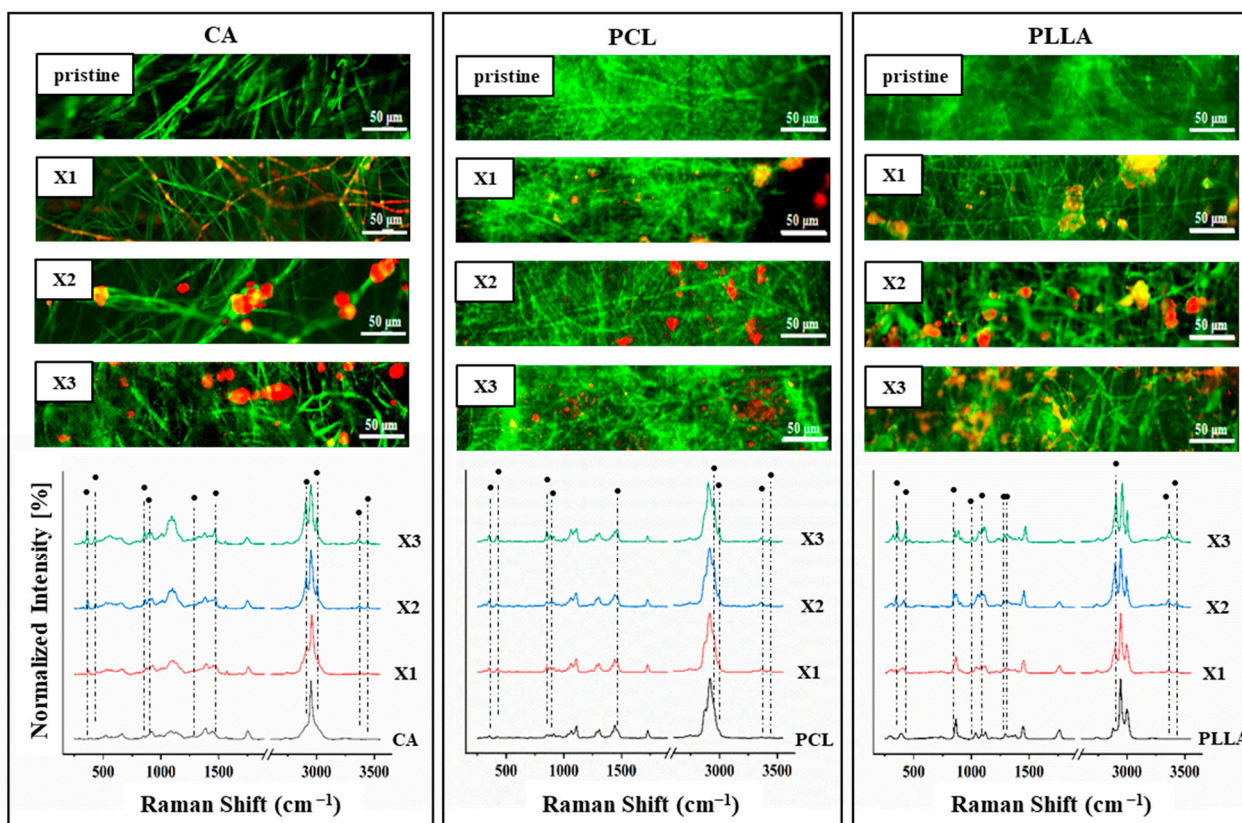 CA
pristine
50 μm
X1
50 μm
X2
50 μm
X3
50 μm
Normalized Intensity [%]
X3
X2
X1
CA
500 1000 1500 3000 3500
Raman Shift (cm⁻¹)
PCL
pristine
50 μm
X1
50 μm
X2
50 μm
X3
50 μm
X3
X2
X1
PCL
500 1000 1500 3000 3500
Raman Shift (cm⁻¹)
PLLA
pristine
50 μm
X1
50 μm
X2
50 μm
X3
50 μm
X3
X2
X1
PLLA
500 1000 1500 3000 3500
Raman Shift (cm⁻¹)